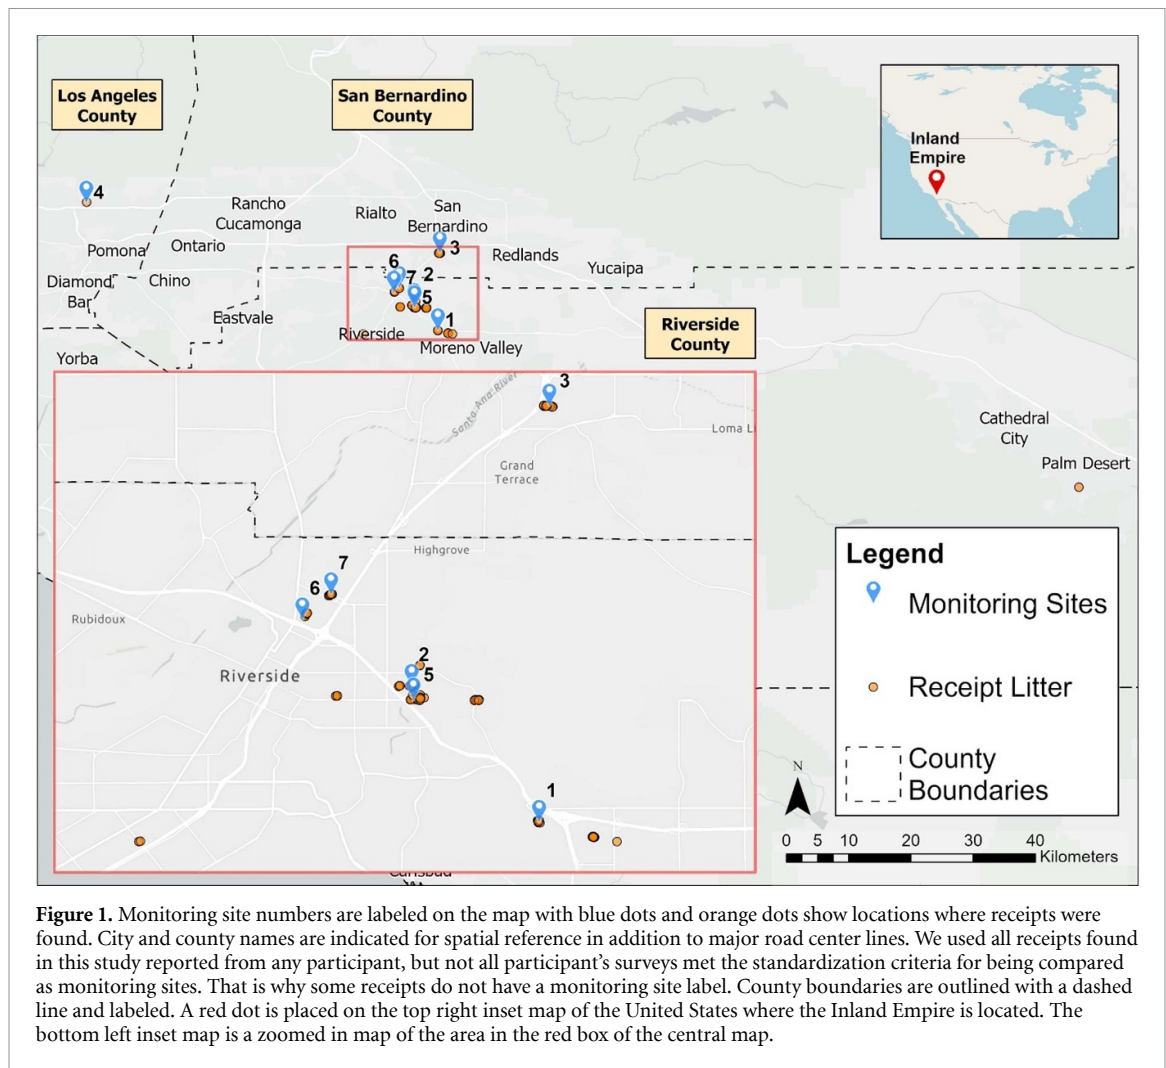 Los Angeles
County
San Bernardino
County
Inland
Empire
4
Rancho
Cucamonga
Rialto
San
Bernardino
3
Pomona
Ontario
Redlands
6
7
2
Yucaipa
Diamond
Bar
Chino
5
Eastvale
1
Riverside
Moreno Valley
Riverside
County
Yorba
3
Santa Ana River
Loma Li
Grand
Terrace
Cathedral
City
Palm Desert
Highgrove
7
6
Rubidoux
2
5
Riverside
1
Carlsbad
Legend
Monitoring Sites
Receipt Litter
County
Boundaries
N
0 5 10 20 30 40
Kilometers
Figure 1. Monitoring site numbers are labeled on the map with blue dots and orange dots show locations where receipts were
found. City and county names are indicated for spatial reference in addition to major road center lines. We used all receipts found
in this study reported from any participant, but not all participant's surveys met the standardization criteria for being compared
as monitoring sites. That is why some receipts do not have a monitoring site label. County boundaries are outlined with a dashed
line and labeled. A red dot is placed on the top right inset map of the United States where the Inland Empire is located. The
bottom left inset map is a zoomed in map of the area in the red box of the central map.